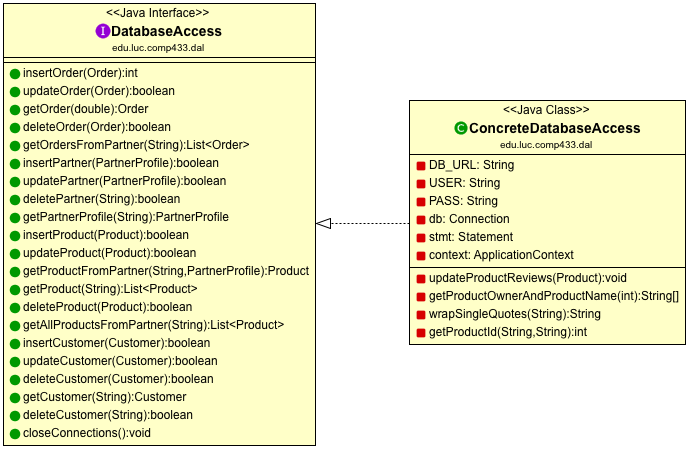 <<Java Interface>>
I DatabaseAccess
edu.luc.comp433.dal
insertOrder(Order):int
updateOrder(Order):boolean
getOrder(double):Order
deleteOrder(Order):boolean
getOrdersFromPartner(String):List<Order>
insertPartner(PartnerProfile):boolean
updatePartner(PartnerProfile):boolean
deletePartner(String):boolean
getPartnerProfile(String):PartnerProfile
insertProduct(Product):boolean
updateProduct(Product):boolean
getProductFromPartner(String,PartnerProfile):Product
getProduct(String):List<Product>
deleteProduct(Product):boolean
getAllProductsFromPartner(String):List<Product>
insertCustomer(Customer):boolean
updateCustomer(Customer):boolean
deleteCustomer(Customer):boolean
getCustomer(String):Customer
deleteCustomer(String):boolean
closeConnections():void
<<Java Class>>
C ConcreteDatabaseAccess
edu.luc.comp433.dal
DB_URL: String
USER: String
PASS: String
db: Connection
stmt: Statement
context: ApplicationContext
updateProductReviews(Product):void
getProductOwnerAndProductName(int):String[]
wrapSingleQuotes(String):String
getProductId(String,String):int